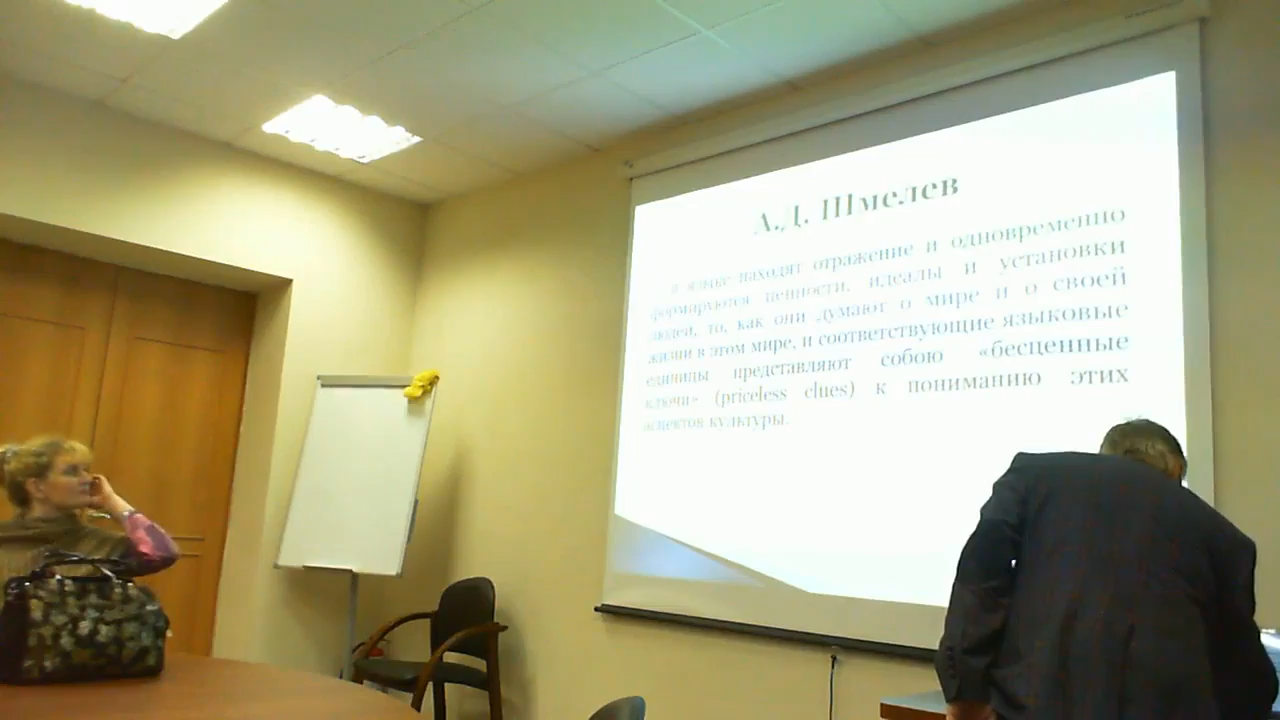 А.Д. Шмелев
в языке находят отражение и одновременно
формируются ценности, идеалы и установки
людей, то, как они думают о мире и о своей
жизни в этом мире, и соответствующие языковые
единицы представляют собою «бесценные
ключи» (priceless clues) к пониманию этих
аспектов культуры.